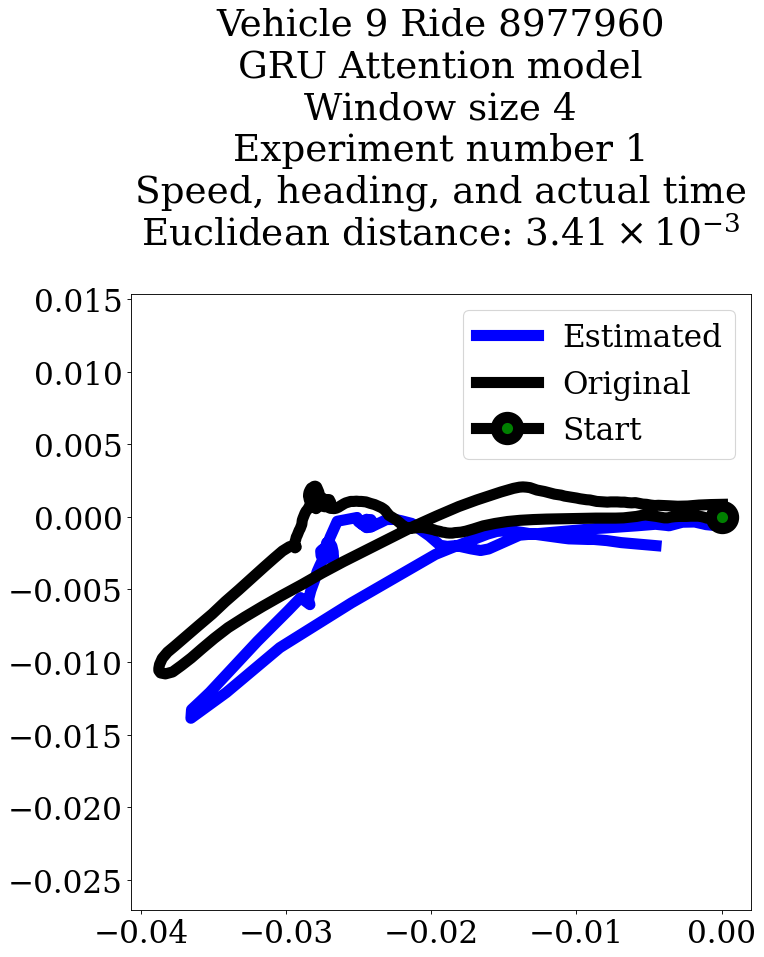 Vehicle 9 Ride 8977960
GRU Attention model
Window size 4
Experiment number 1
Speed, heading, and actual time
Euclidean distance: 3.41 × 10⁻³
0.015
0.010
0.005
0.000
−0.005
−0.010
−0.015
−0.020
−0.025
Estimated
Original
Start
−0.04 −0.03 −0.02 −0.01 0.00